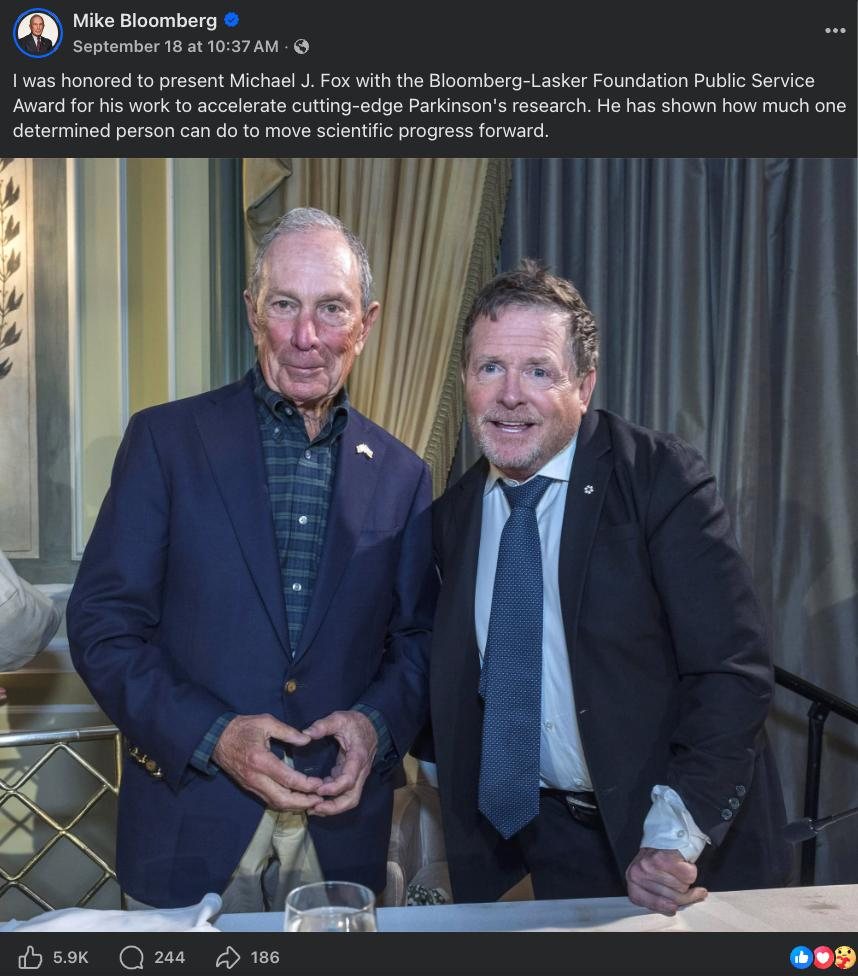 Mike Bloomberg
September 18 at 10:37 AM ·
I was honored to present Michael J. Fox with the Bloomberg-Lasker Foundation Public Service
Award for his work to accelerate cutting-edge Parkinson's research. He has shown how much one
determined person can do to move scientific progress forward.
5.9K 244 186